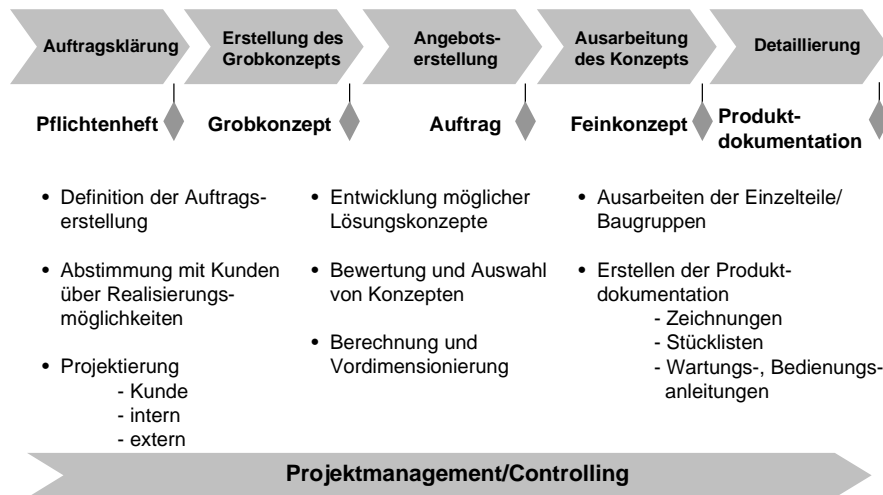 Auftragsklärung
Erstellung des
Grobkonzepts
Angebots-
erstellung
Ausarbeitung
des Konzepts
Detaillierung
Pflichtenheft
Grobkonzept
Auftrag
Feinkonzept
Produkt-
dokumentation
• Definition der Auftrags-
erstellung
• Abstimmung mit Kunden
über Realisierungs-
möglichkeiten
• Projektierung
- Kunde
- intern
- extern
• Entwicklung möglicher
Lösungskonzepte
• Bewertung und Auswahl
von Konzepten
• Berechnung und
Vordimensionierung
• Ausarbeiten der Einzelteile/
Baugruppen
• Erstellen der Produkt-
dokumentation
- Zeichnungen
- Stücklisten
- Wartungs-, Bedienungs-
anleitungen
Projektmanagement/Controlling